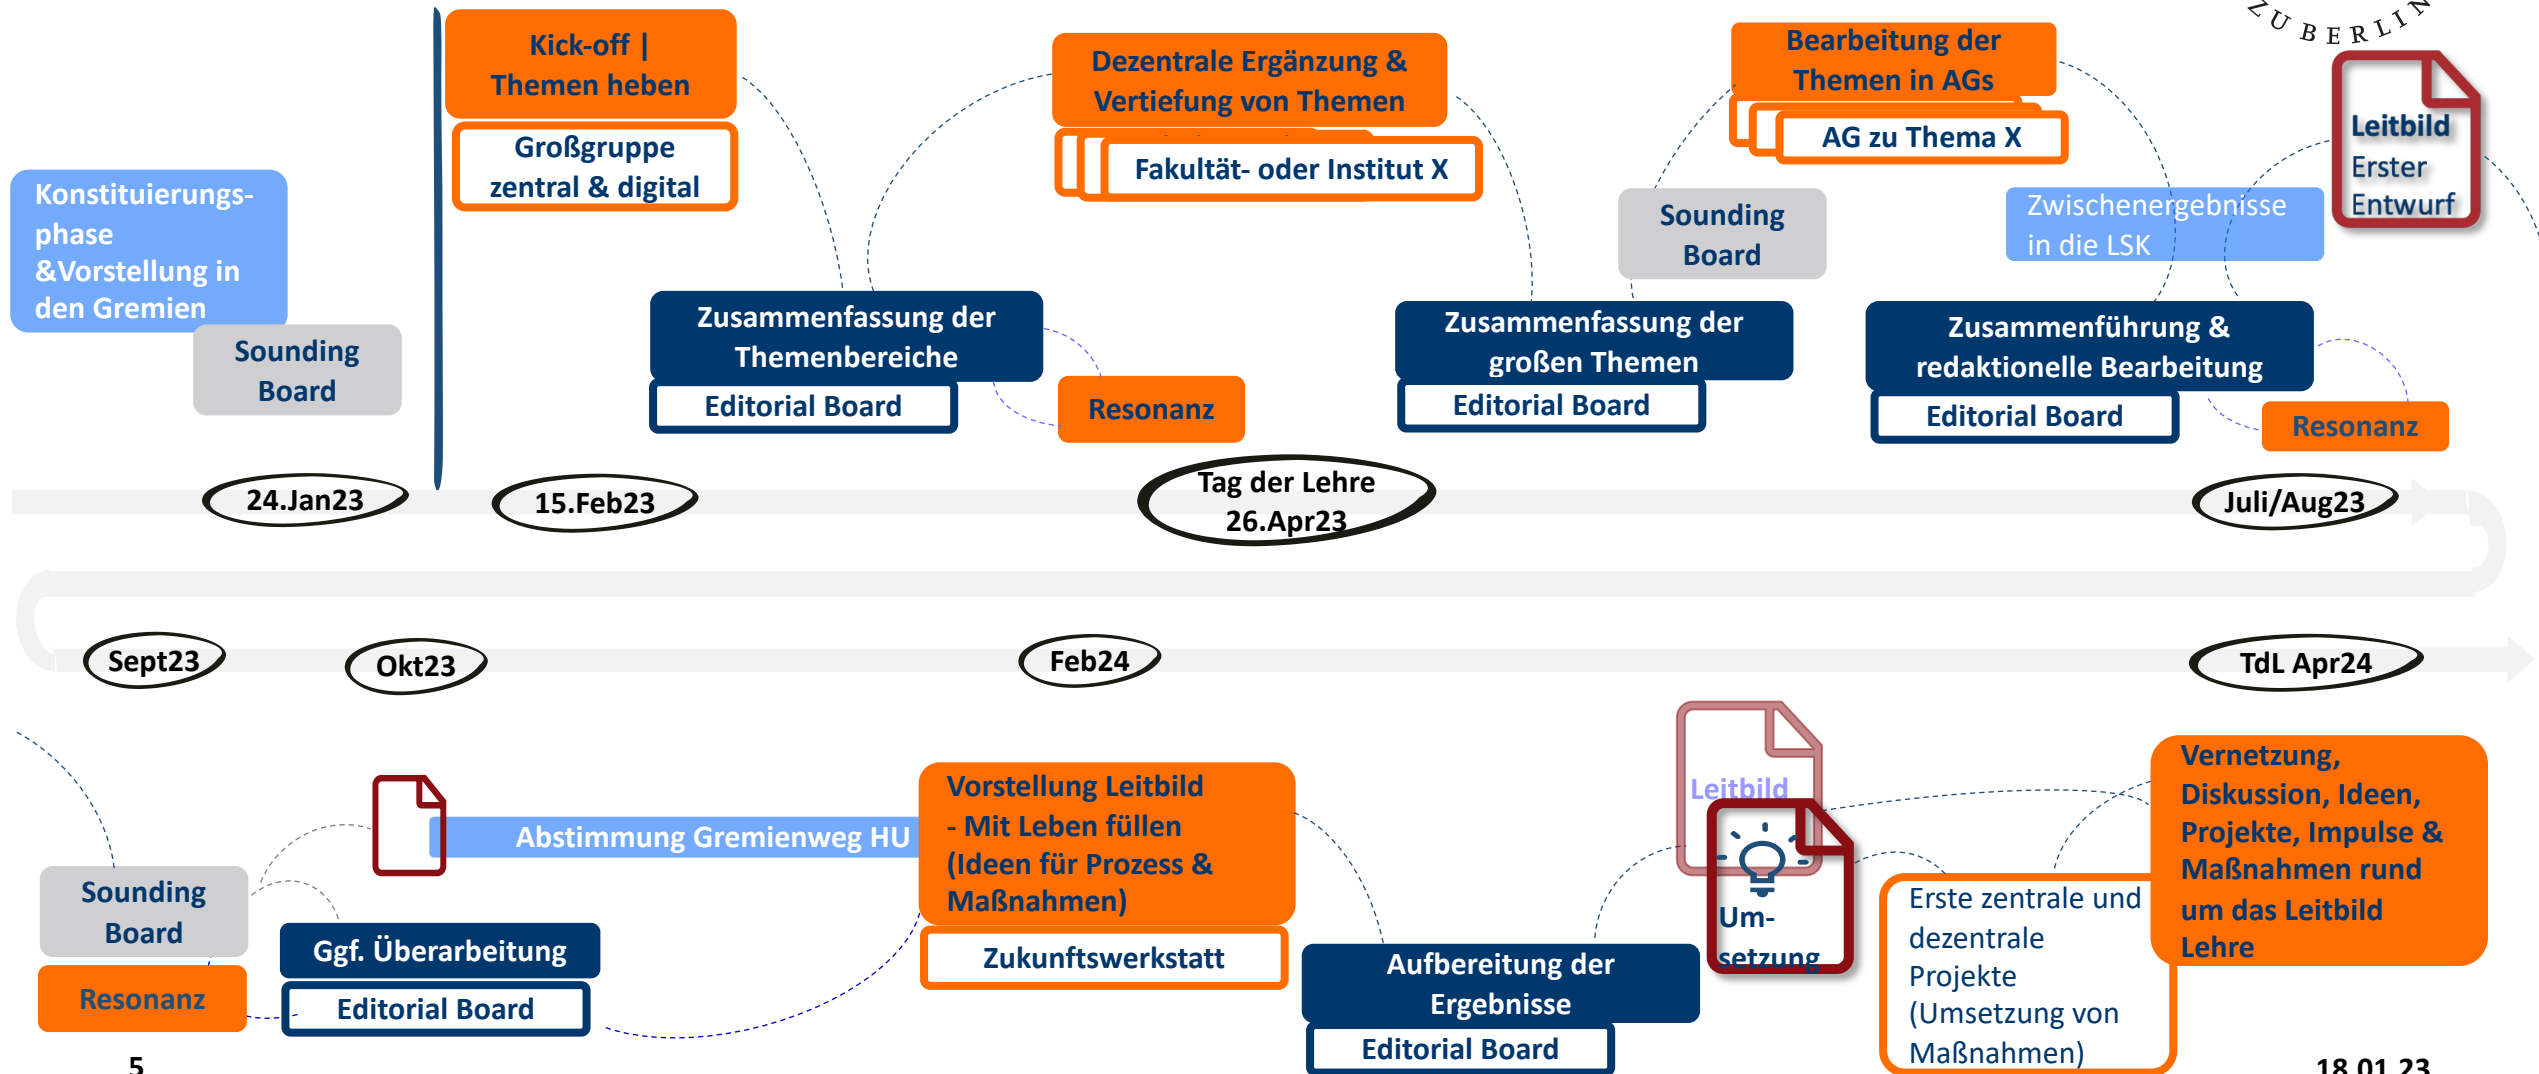 ZU BERLIN
Kick-off |
Themen heben
Großgruppe
zentral & digital
Dezentrale Ergänzung &
Vertiefung von Themen
Fakultät- oder Institut X
Bearbeitung der
Themen in AGs
AG zu Thema X
Leitbild
Erster
Entwurf
Konstituierungs-
phase
&Vorstellung in
den Gremien
Sounding
Board
Sounding
Board
Zwischenergebnisse
in die LSK
Zusammenfassung der
Themenbereiche
Editorial Board
Resonanz
Zusammenfassung der
großen Themen
Editorial Board
Zusammenführung &
redaktionelle Bearbeitung
Editorial Board
Resonanz
24.Jan23
15.Feb23
Tag der Lehre
26.Apr23
Juli/Aug23
Sept23
Okt23
Feb24
TdL Apr24
Sounding
Board
Resonanz
Abstimmung Gremienweg HU
Ggf. Überarbeitung
Editorial Board
Vorstellung Leitbild
- Mit Leben füllen
(Ideen für Prozess &
Maßnahmen)
Zukunftswerkstatt
Aufbereitung der
Ergebnisse
Editorial Board
Leitbild
Um-
setzung
Erste zentrale und
dezentrale
Projekte
(Umsetzung von
Maßnahmen)
Vernetzung,
Diskussion, Ideen,
Projekte, Impulse &
Maßnahmen rund
um das Leitbild
Lehre
5
18.01.23